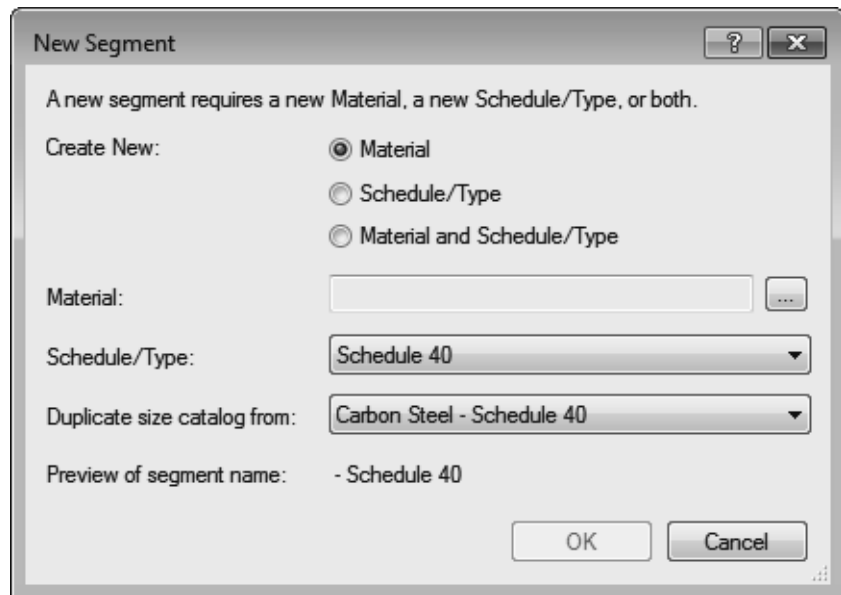 New Segment
A new segment requires a new Material, a new Schedule/Type, or both.
Create New: Material
Schedule/Type
Material and Schedule/Type
Material: ...
Schedule/Type: Schedule 40
Duplicate size catalog from: Carbon Steel - Schedule 40
Preview of segment name: - Schedule 40
OK Cancel